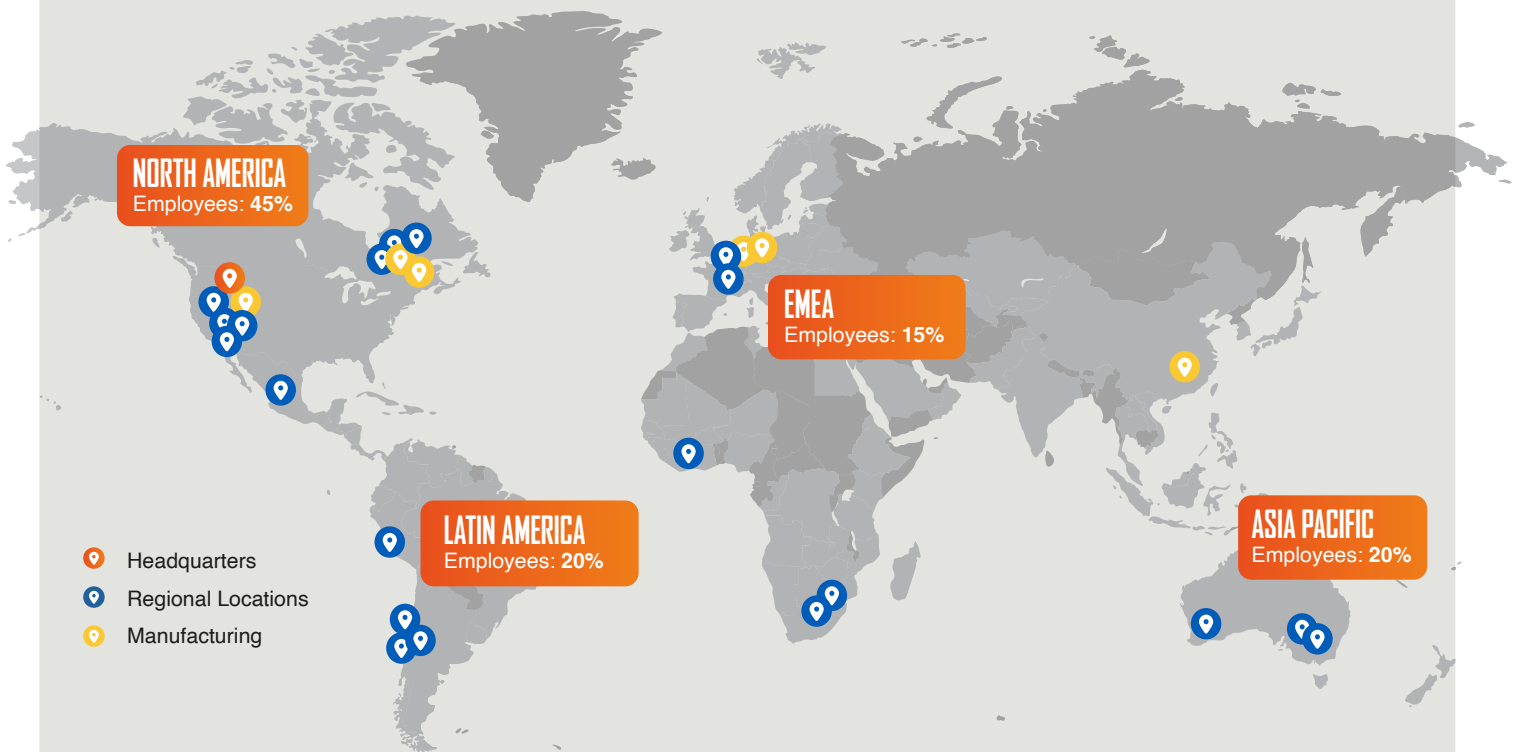 NORTH AMERICA
Employees: 45%
EMEA
Employees: 15%
LATIN AMERICA
Employees: 20%
ASIA PACIFIC
Employees: 20%
Headquarters
Regional Locations
Manufacturing